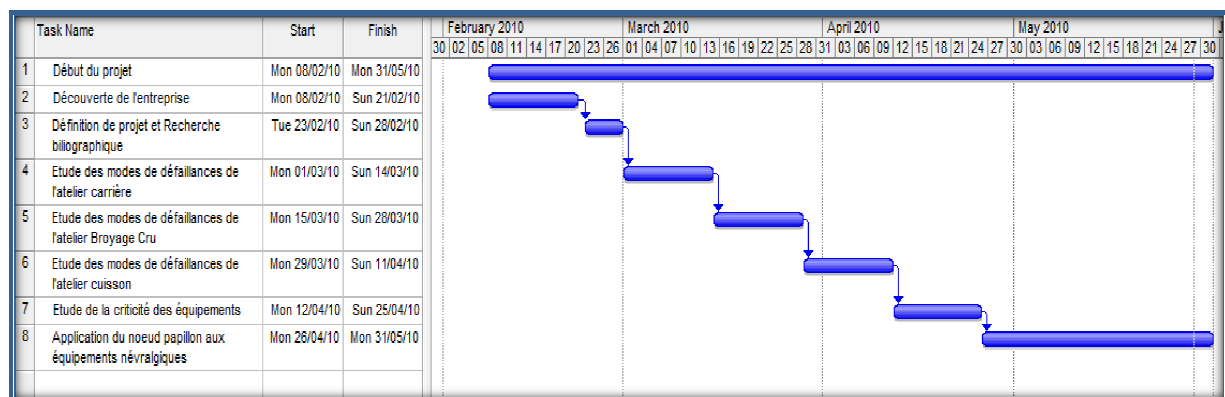 Task Name Start Finish February 2010 March 2010 April 2010 May 2010 J
30 02 05 08 11 14 17 20 23 26 01 04 07 10 13 16 19 22 25 28 31 03 06 09 12 15 18 21 24 27 30 03 06 09 12 15 18 21 24 27 30
1 Début du projet Mon 08/02/10 Mon 31/05/10
2 Découverte de l'entreprise Mon 08/02/10 Sun 21/02/10
3 Définition de projet et Recherche Tue 23/02/10 Sun 28/02/10
biliographique
4 Etude des modes de défaillances de Mon 01/03/10 Sun 14/03/10
l'atelier carrière
5 Etude des modes de défaillances de Mon 15/03/10 Sun 28/03/10
l'atelier Broyage Cru
6 Etude des modes de défaillances de Mon 29/03/10 Sun 11/04/10
l'atelier cuisson
7 Etude de la criticité des équipements Mon 12/04/10 Sun 25/04/10
8 Application du noeud papillon aux Mon 26/04/10 Mon 31/05/10
équipements névralgiques